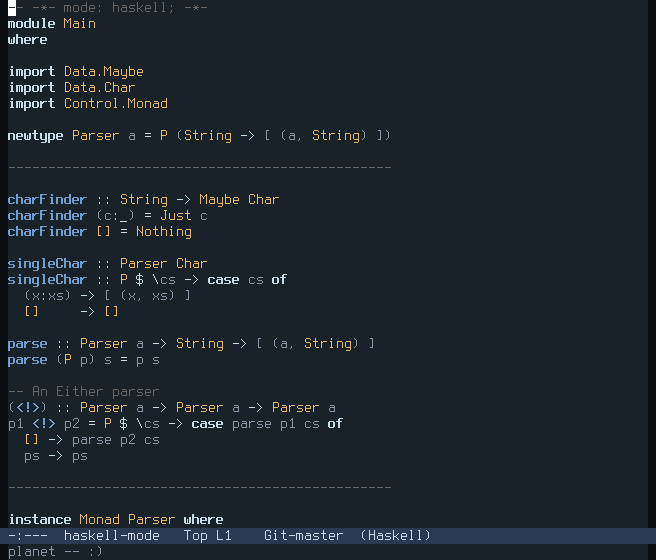 -- -*- mode: haskell; -*-
module Main
where

import Data.Maybe
import Data.Char
import Control.Monad

newtype Parser a = P (String -> [ (a, String) ])

------------------------------------------------

charFinder :: String -> Maybe Char
charFinder (c:_) = Just c
charFinder [] = Nothing

singleChar :: Parser Char
singleChar :: P $ \cs -> case cs of
  (x:xs) -> [ (x, xs) ]
  []     -> []

parse :: Parser a -> String -> [ (a, String) ]
parse (P p) s = p s

-- An Either parser
(<!>) :: Parser a -> Parser a -> Parser a
p1 <!> p2 = P $ \cs -> case parse p1 cs of
  [] -> parse p2 cs
  ps -> ps

------------------------------------------------

instance Monad Parser where
-:---  haskell-mode   Top L1    Git-master  (Haskell)
planet -- :)